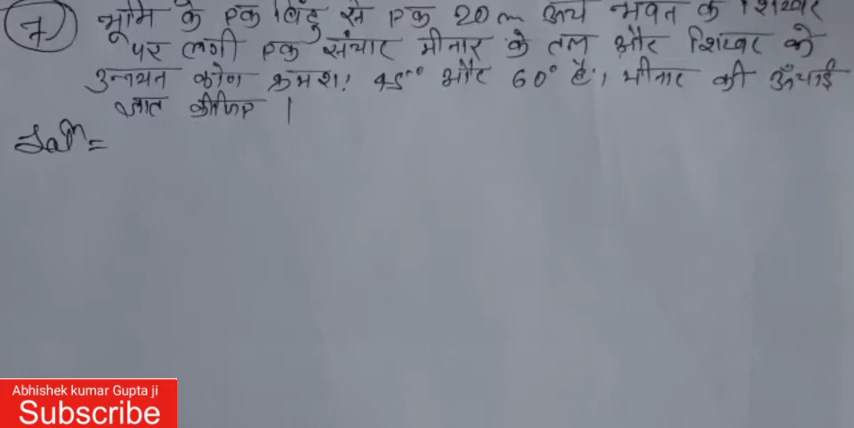 7) भूमि के एक बिंदु से एक 20 m ऊंचे भवन के शिखर
पर लगी एक संचार मीनार के तल और शिखर के
उन्नयन कोण क्रमश: 45° और 60° है। मीनार की ऊँचाई
ज्ञात कीजिए।
Solⁿ =
Abhishek kumar Gupta ji
Subscribe